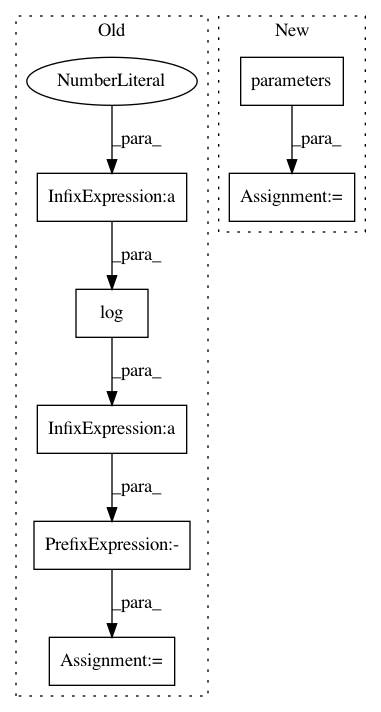 Old
NumberLiteral
_para_
InfixExpression:a
_para_
log
_para_
InfixExpression:a
_para_
PrefixExpression:-
_para_
Assignment:=
New
parameters
_para_
Assignment:=